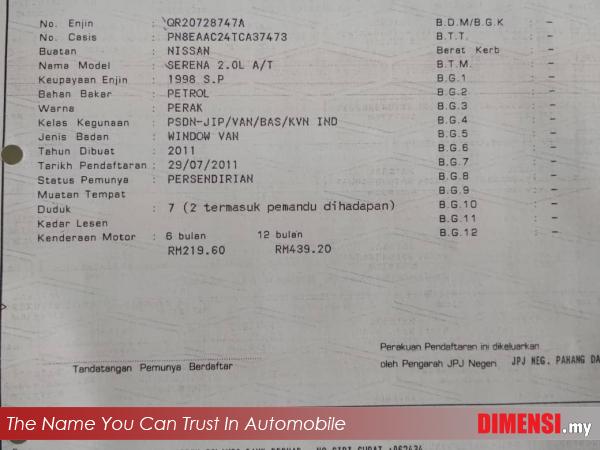 No. Enjin : QR20728747A B.D.M/B.G.K : -
No. Casis : PN8EAAC24TCA37473 B.T.T. : -
Buatan : NISSAN Berat Kerb : -
Nama Model : SERENA 2.0L A/T B.T.M. : -
Keupayaan Enjin : 1998 S.P B.G.1 : -
Bahan Bakar : PETROL B.G.2 : -
Warna : PERAK B.G.3 : -
Kelas Kegunaan : PSDN-JIP/VAN/BAS/KVN IND B.G.4 : -
Jenis Badan : WINDOW VAN B.G.5 : -
Tahun Dibuat : 2011 B.G.6 : -
Tarikh Pendaftaran : 29/07/2011 B.G.7 : -
Status Pemunya : PERSENDIRIAN B.G.8 : -
Muatan Tempat B.G.9 : -
Duduk : 7 (2 termasuk pemandu dihadapan) B.G.10 : -
Kadar Lesen B.G.11 : -
Kenderaan Motor : 6 bulan 12 bulan B.G.12 : -
RM219.60 RM439.20
Perakuan Pendaftaran ini dikeluarkan
oleh Pengarah JPJ Negeri JPJ NEG. PAHANG DA
Tandatangan Pemunya Berdaftar
The Name You Can Trust In Automobile
DIMENSI.my